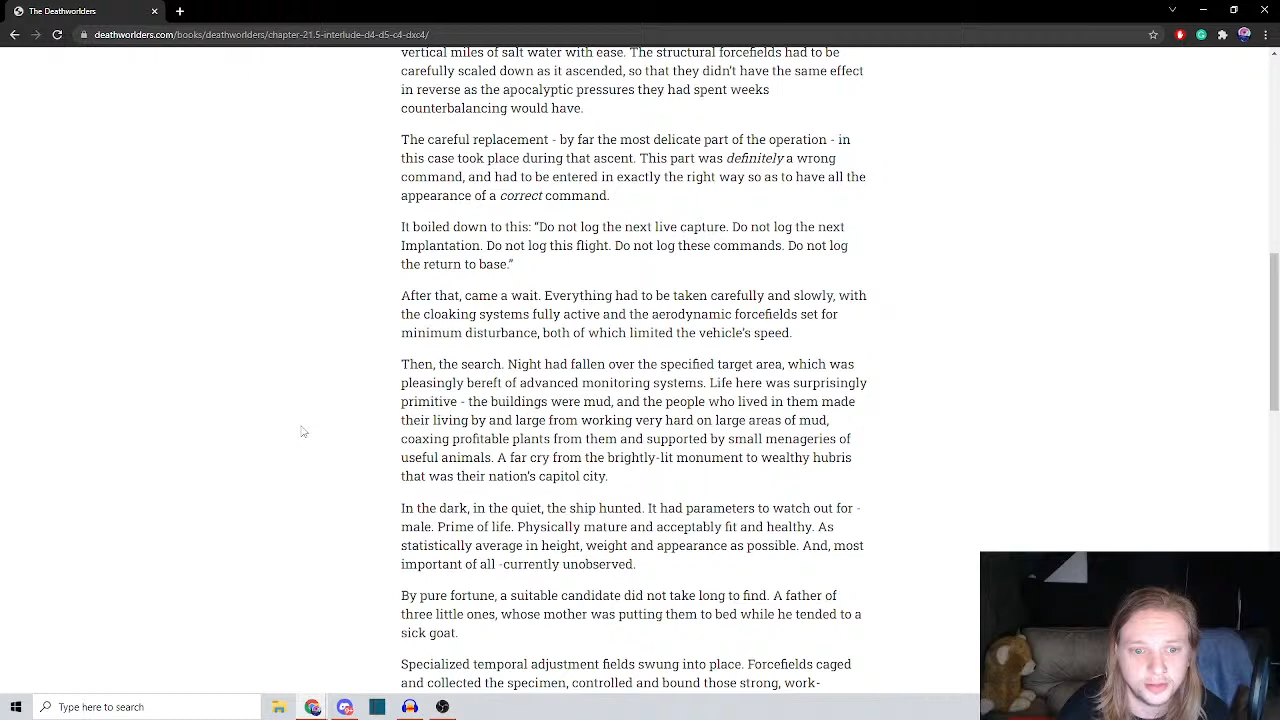 The Deathworlders
deathworlders.com/books/deathworlders/chapter-21.5-interlude-d4-d5-c4-dxc4/
vertical miles of salt water with ease. The structural forcefields had to be
carefully scaled down as it ascended, so that they didn't have the same effect
in reverse as the apocalyptic pressures they had spent weeks
counterbalancing would have.
The careful replacement - by far the most delicate part of the operation - in
this case took place during that ascent. This part was definitely a wrong
command, and had to be entered in exactly the right way so as to have all the
appearance of a correct command.
It boiled down to this: “Do not log the next live capture. Do not log the next
Implantation. Do not log this flight. Do not log these commands. Do not log
the return to base.”
After that, came a wait. Everything had to be taken carefully and slowly, with
the cloaking systems fully active and the aerodynamic forcefields set for
minimum disturbance, both of which limited the vehicle's speed.
Then, the search. Night had fallen over the specified target area, which was
pleasingly bereft of advanced monitoring systems. Life here was surprisingly
primitive - the buildings were mud, and the people who lived in them made
their living by and large from working very hard on large areas of mud,
coaxing profitable plants from them and supported by small menageries of
useful animals. A far cry from the brightly-lit monument to wealthy hubris
that was their nation's capitol city.
In the dark, in the quiet, the ship hunted. It had parameters to watch out for -
male. Prime of life. Physically mature and acceptably fit and healthy. As
statistically average in height, weight and appearance as possible. And, most
important of all -currently unobserved.
By pure fortune, a suitable candidate did not take long to find. A father of
three little ones, whose mother was putting them to bed while he tended to a
sick goat.
Specialized temporal adjustment fields swung into place. Forcefields caged
and collected the specimen, controlled and bound those strong, work-
Type here to search